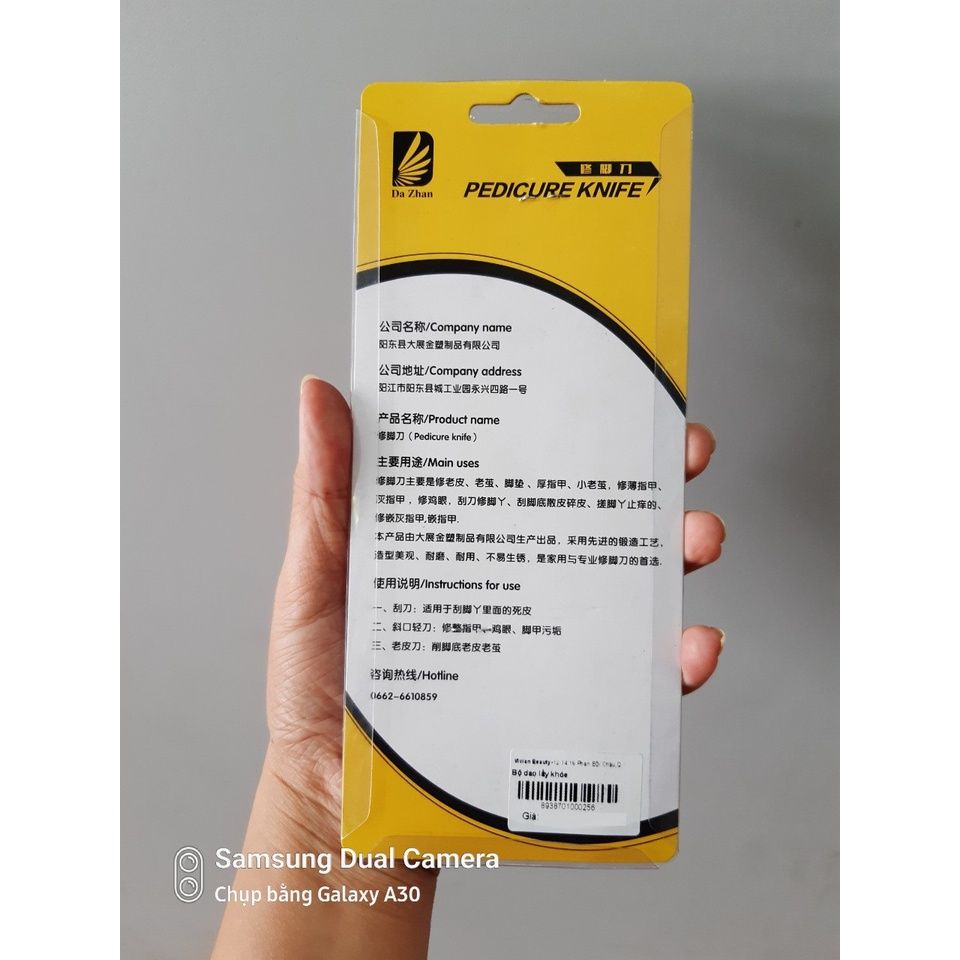 Da Zhan
修脚刀
PEDICURE KNIFE
公司名称/Company name
阳东县大展金塑制品有限公司
公司地址/Company address
阳江市阳东县城工业园永兴四路一号
产品名称/Product name
修脚刀（Pedicure knife）
主要用途/Main uses
修脚刀主要是修老皮、老茧、脚垫、厚指甲、小老茧，修薄指甲、
灰指甲，修鸡眼，刮刀修脚丫、刮脚底散皮碎皮、搓脚丫止痒的、
修嵌灰指甲,嵌指甲.
本产品由大展金塑制品有限公司生产出品，采用先进的锻造工艺，
造型美观、耐磨、耐用、不易生锈，是家用与专业修脚刀的首选.
使用说明/Instructions for use
一、刮刀：适用于刮脚丫里面的死皮
二、斜口轻刀：修整指甲 鸡眼、脚甲污垢
三、老皮刀：削脚底老皮老茧
咨询热线/Hotline
0662-6610859
Beauty-12-14-16 Phan Bội Châu,Q
Bộ dao lấy khóe
8938701000256
Giá:
Samsung Dual Camera
Chụp bằng Galaxy A30